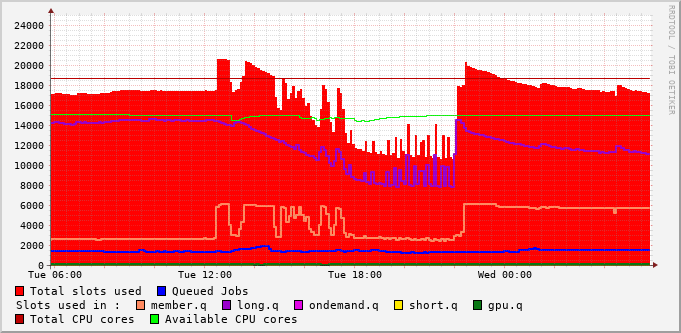 RRDTOOL / TOBI OETIKER
24000
22000
20000
18000
16000
14000
12000
10000
8000
6000
4000
2000
0
Tue 06:00 Tue 12:00 Tue 18:00 Wed 00:00
Total slots used Queued Jobs
Slots used in : member.q long.q ondemand.q short.q gpu.q
Total CPU cores Available CPU cores